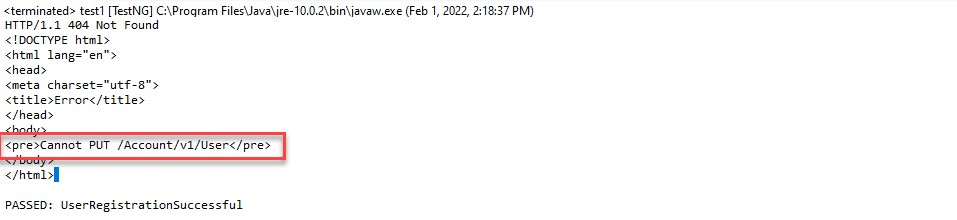 <terminated> test1 [TestNG] C:\Program Files\Java\jre-10.0.2\bin\javaw.exe (Feb 1, 2022, 2:18:37 PM)
HTTP/1.1 404 Not Found
<!DOCTYPE html>
<html lang="en">
<head>
<meta charset="utf-8">
<title>Error</title>
</head>
<body>
<pre>Cannot PUT /Account/v1/User</pre>
</body>
</html>
PASSED: UserRegistrationSuccessful